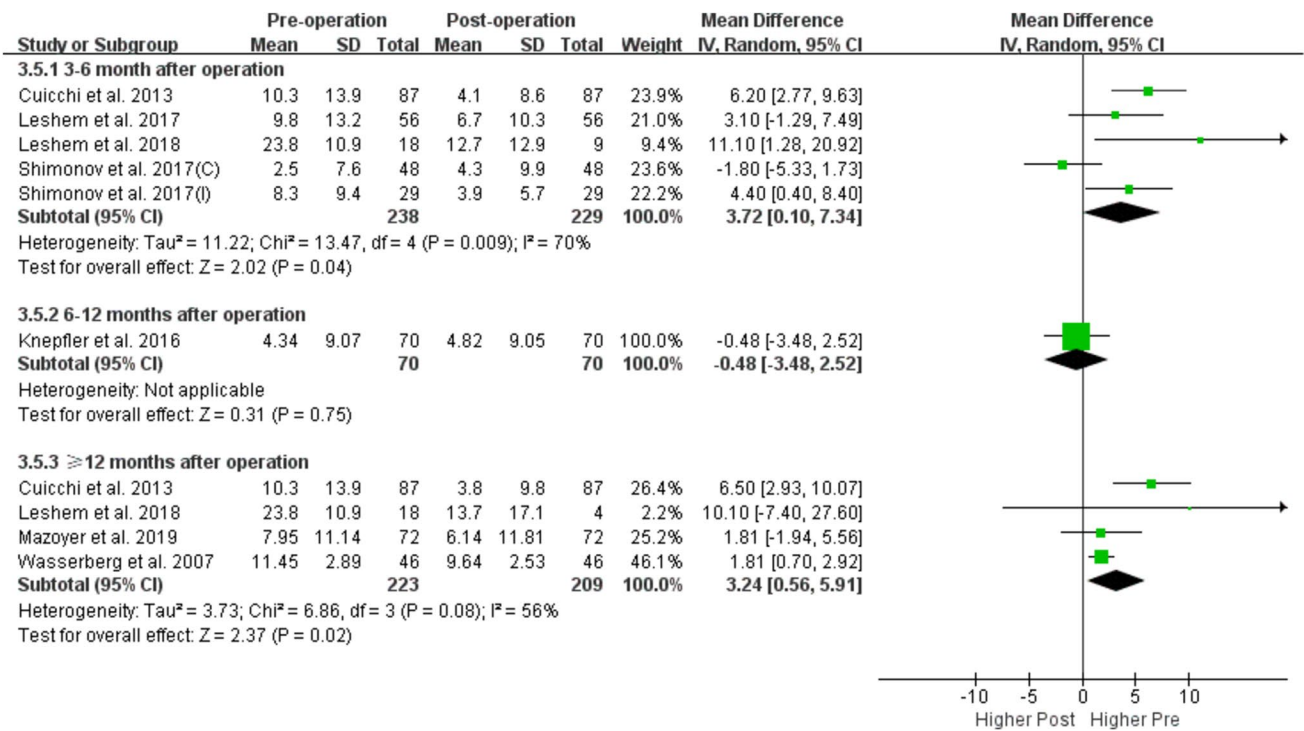 Pre-operation Post-operation Mean Difference Mean Difference
Study or Subgroup Mean SD Total Mean SD Total Weight IV, Random, 95% CI IV, Random, 95% CI
3.5.1 3-6 month after operation
Cuicchi et al. 2013 10.3 13.9 87 4.1 8.6 87 23.9% 6.20 [2.77, 9.63]
Leshem et al. 2017 9.8 13.2 56 6.7 10.3 56 21.0% 3.10 [-1.29, 7.49]
Leshem et al. 2018 23.8 10.9 18 12.7 12.9 9 9.4% 11.10 [1.28, 20.92]
Shimonov et al. 2017(C) 2.5 7.6 48 4.3 9.9 48 23.6% -1.80 [-5.33, 1.73]
Shimonov et al. 2017(I) 8.3 9.4 29 3.9 5.7 29 22.2% 4.40 [0.40, 8.40]
Subtotal (95% CI) 238 229 100.0% 3.72 [0.10, 7.34]
Heterogeneity: Tau² = 11.22; Chi² = 13.47, df = 4 (P = 0.009); I² = 70%
Test for overall effect: Z = 2.02 (P = 0.04)
3.5.2 6-12 months after operation
Knepfler et al. 2016 4.34 9.07 70 4.82 9.05 70 100.0% -0.48 [-3.48, 2.52]
Subtotal (95% CI) 70 70 100.0% -0.48 [-3.48, 2.52]
Heterogeneity: Not applicable
Test for overall effect: Z = 0.31 (P = 0.75)
3.5.3 ⩾12 months after operation
Cuicchi et al. 2013 10.3 13.9 87 3.8 9.8 87 26.4% 6.50 [2.93, 10.07]
Leshem et al. 2018 23.8 10.9 18 13.7 17.1 4 2.2% 10.10 [-7.40, 27.60]
Mazoyer et al. 2019 7.95 11.14 72 6.14 11.81 72 25.2% 1.81 [-1.94, 5.56]
Wasserberg et al. 2007 11.45 2.89 46 9.64 2.53 46 46.1% 1.81 [0.70, 2.92]
Subtotal (95% CI) 223 209 100.0% 3.24 [0.56, 5.91]
Heterogeneity: Tau² = 3.73; Chi² = 6.86, df = 3 (P = 0.08); I² = 56%
Test for overall effect: Z = 2.37 (P = 0.02)
-10 -5 0 5 10
Higher Post Higher Pre